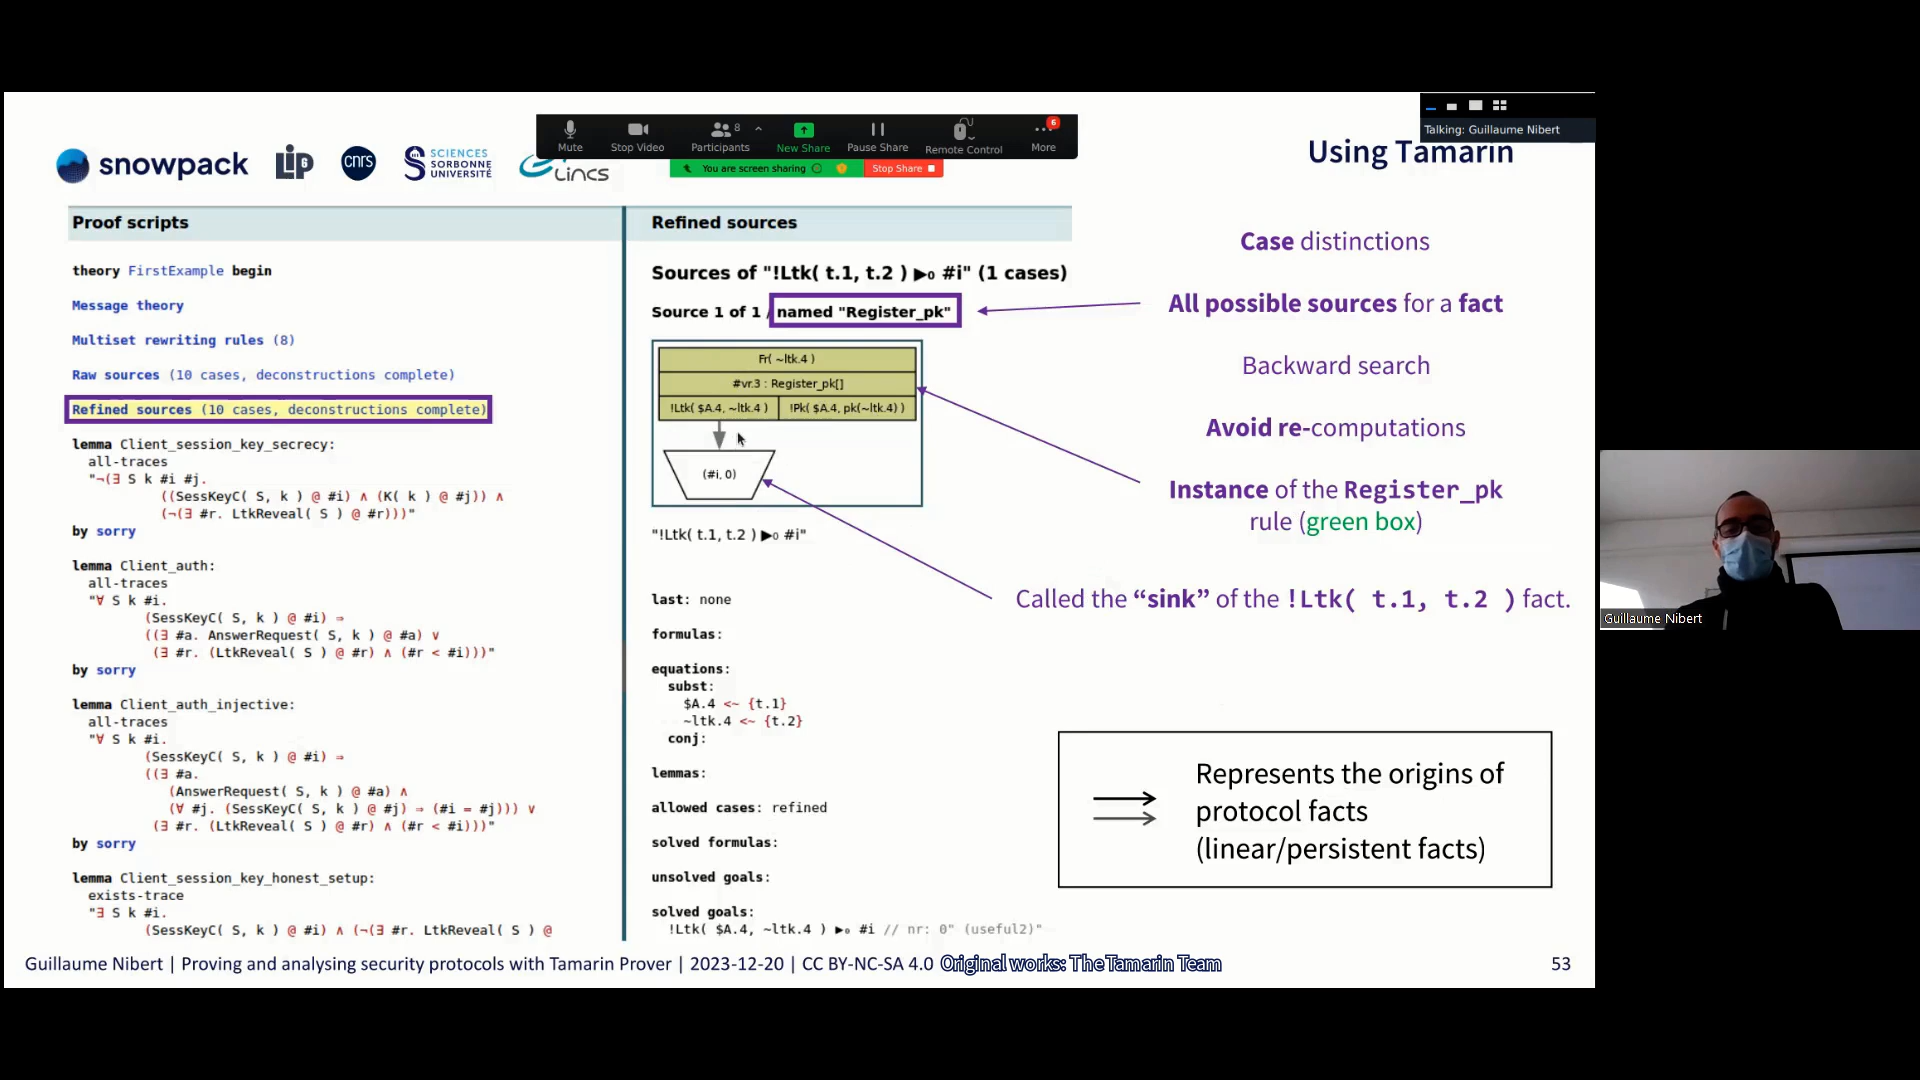 Mute
Stop Video
Participants
8
New Share
Pause Share
Remote Control
More
6
You are screen sharing
Stop Share
Talking: Guillaume Nibert
snowpack
LIP6
cnrs
SCIENCES
SORBONNE
UNIVERSITÉ
Lincs
Using Tamarin
Proof scripts
theory FirstExample begin
Message theory
Multiset rewriting rules (8)
Raw sources (10 cases, deconstructions complete)
Refined sources (10 cases, deconstructions complete)
lemma Client_session_key_secrecy:
all-traces
"¬(∃ S k #i #j.
((SessKeyC( S, k ) @ #i) ∧ (K( k ) @ #j)) ∧
(¬(∃ #r. LtkReveal( S ) @ #r)))"
by sorry
lemma Client_auth:
all-traces
"∀ S k #i.
(SessKeyC( S, k ) @ #i) ⇒
((∃ #a. AnswerRequest( S, k ) @ #a) ∨
(∃ #r. (LtkReveal( S ) @ #r) ∧ (#r < #i)))"
by sorry
lemma Client_auth_injective:
all-traces
"∀ S k #i.
(SessKeyC( S, k ) @ #i) ⇒
((∃ #a.
(AnswerRequest( S, k ) @ #a) ∧
(∀ #j. (SessKeyC( S, k ) @ #j) ⇒ (#i = #j))) ∨
(∃ #r. (LtkReveal( S ) @ #r) ∧ (#r < #i)))"
by sorry
lemma Client_session_key_honest_setup:
exists-trace
"∃ S k #i.
(SessKeyC( S, k ) @ #i) ∧ (¬(∃ #r. LtkReveal( S ) @
Refined sources
Sources of "!Ltk( t.1, t.2 ) ▶₀ #i" (1 cases)
Source 1 of 1 / named "Register_pk"
Fr( ~ltk.4 )
#vr.3 : Register_pk[]
!Ltk( $A.4, ~ltk.4 )
!Pk( $A.4, pk(~ltk.4) )
(#i, 0)
"!Ltk( t.1, t.2 ) ▶₀ #i"
last: none
formulas:
equations:
subst:
$A.4 <~ {t.1}
~ltk.4 <~ {t.2}
conj:
lemmas:
allowed cases: refined
solved formulas:
unsolved goals:
solved goals:
!Ltk( $A.4, ~ltk.4 ) ▶₀ #i // nr: 0" (useful2)"
Case distinctions
All possible sources for a fact
Backward search
Avoid re-computations
Instance of the Register_pk
rule (green box)
Called the “sink” of the !Ltk( t.1, t.2 ) fact.
Represents the origins of
protocol facts
(linear/persistent facts)
Guillaume Nibert | Proving and analysing security protocols with Tamarin Prover | 2023-12-20 | CC BY-NC-SA 4.0 Original works: The Tamarin Team
53
Guillaume Nibert